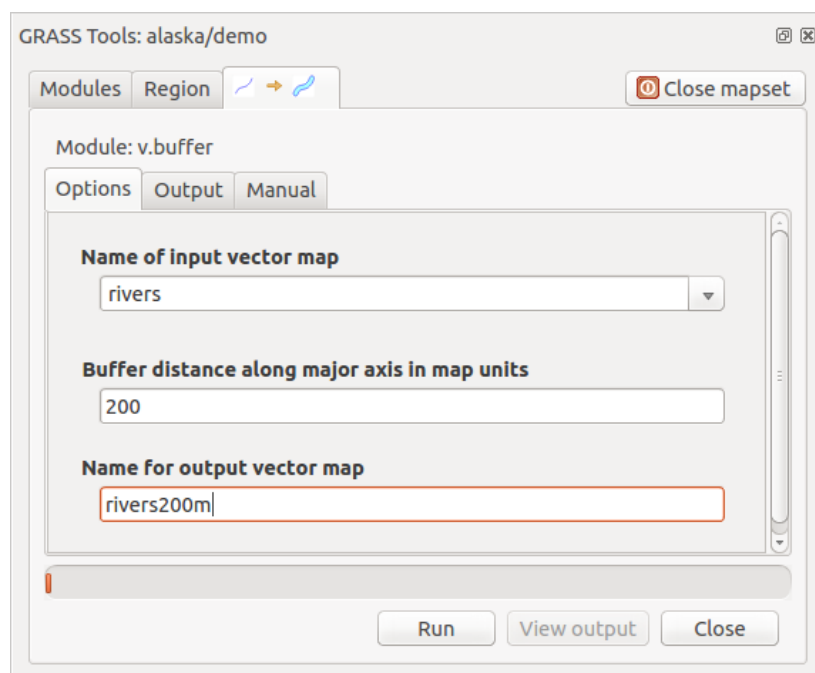 GRASS Tools: alaska/demo
Modules Region Close mapset
Module: v.buffer
Options Output Manual
Name of input vector map
rivers
Buffer distance along major axis in map units
200
Name for output vector map
rivers200m
Run View output Close